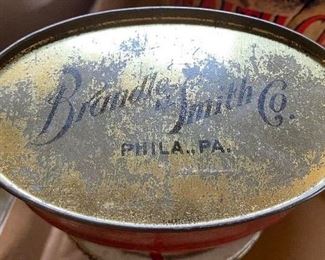 Brandle & Smith Co.
PHILA., PA.